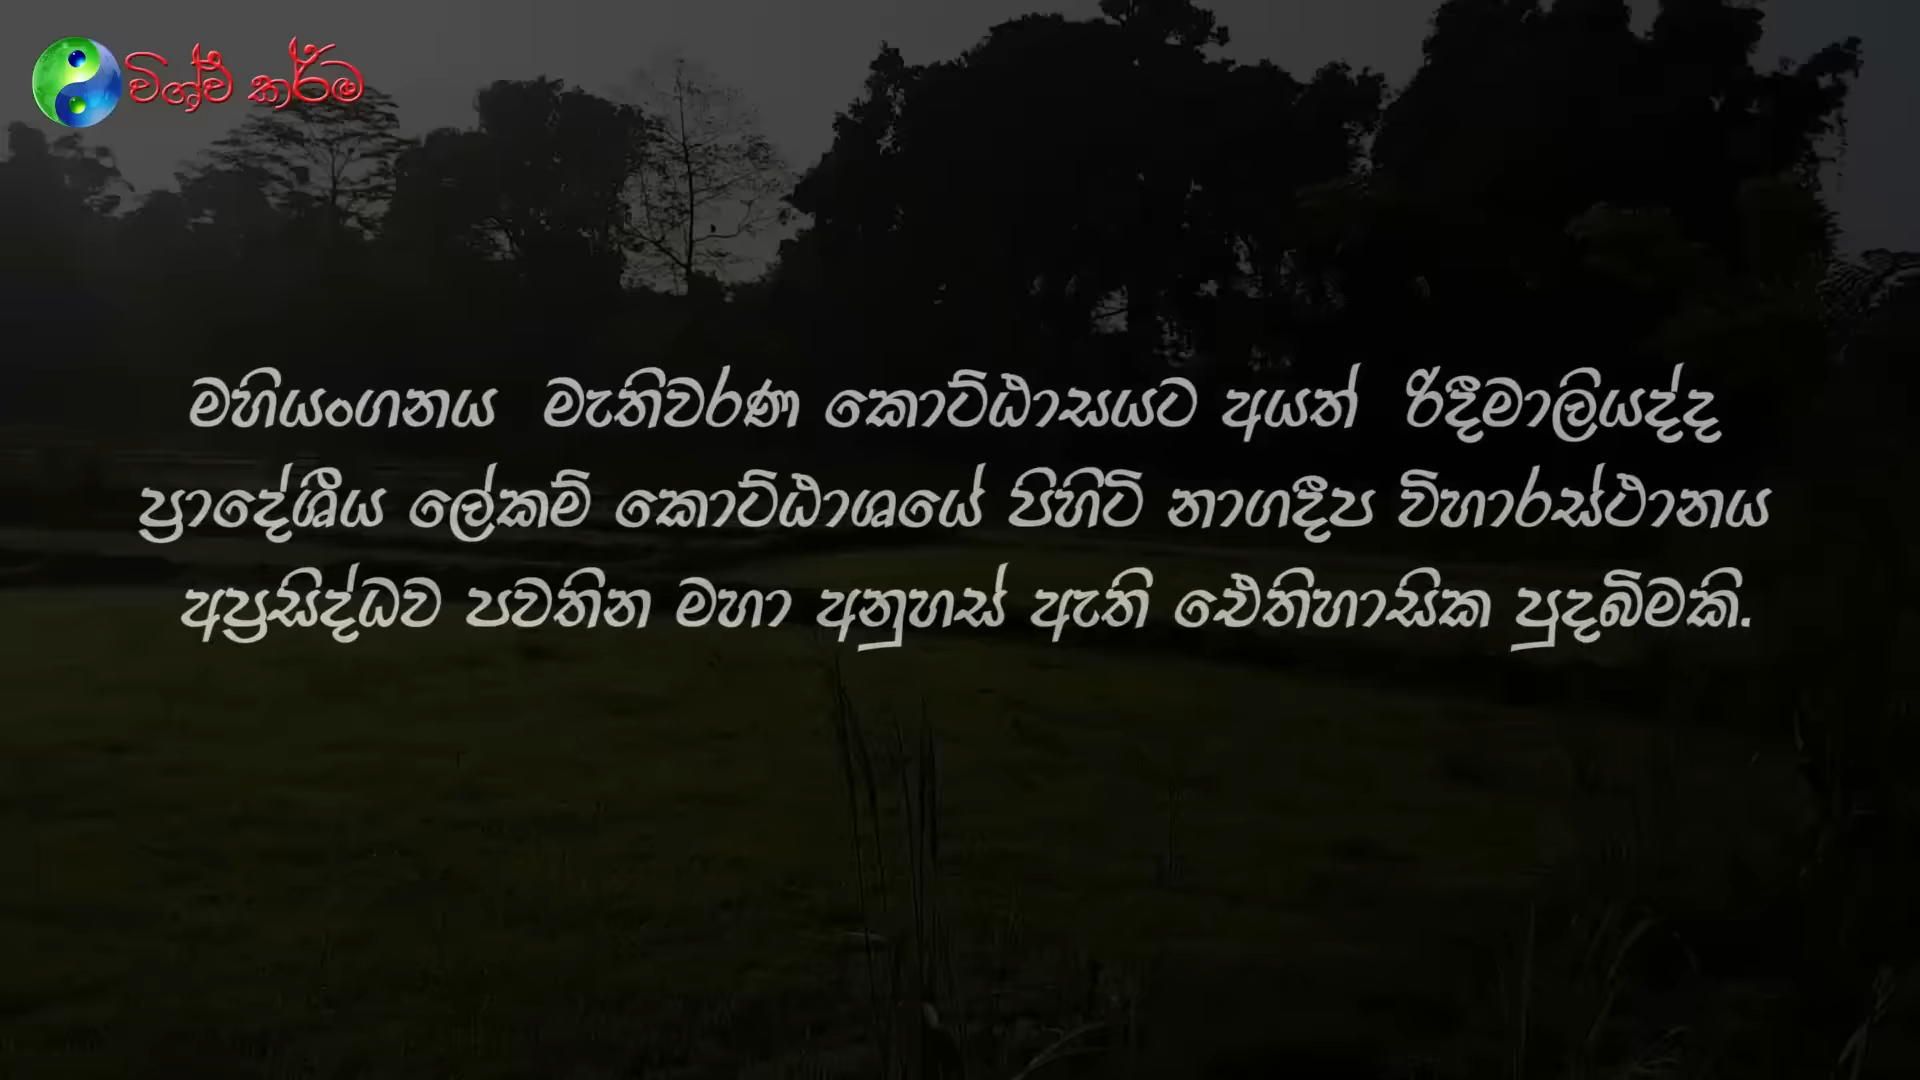 විශ්ව කර්ම
මහියංගනය මැතිවරණ කොට්ඨාසයට අයත් රිදීමාලියද්ද
ප්‍රාදේශීය ලේකම් කොට්ඨාශයේ පිහිටි නාගදීප විහාරස්ථානය
අප්‍රසිද්ධව පවතින මහා අනුහස් ඇති ඓතිහාසික පුදබිමකි.